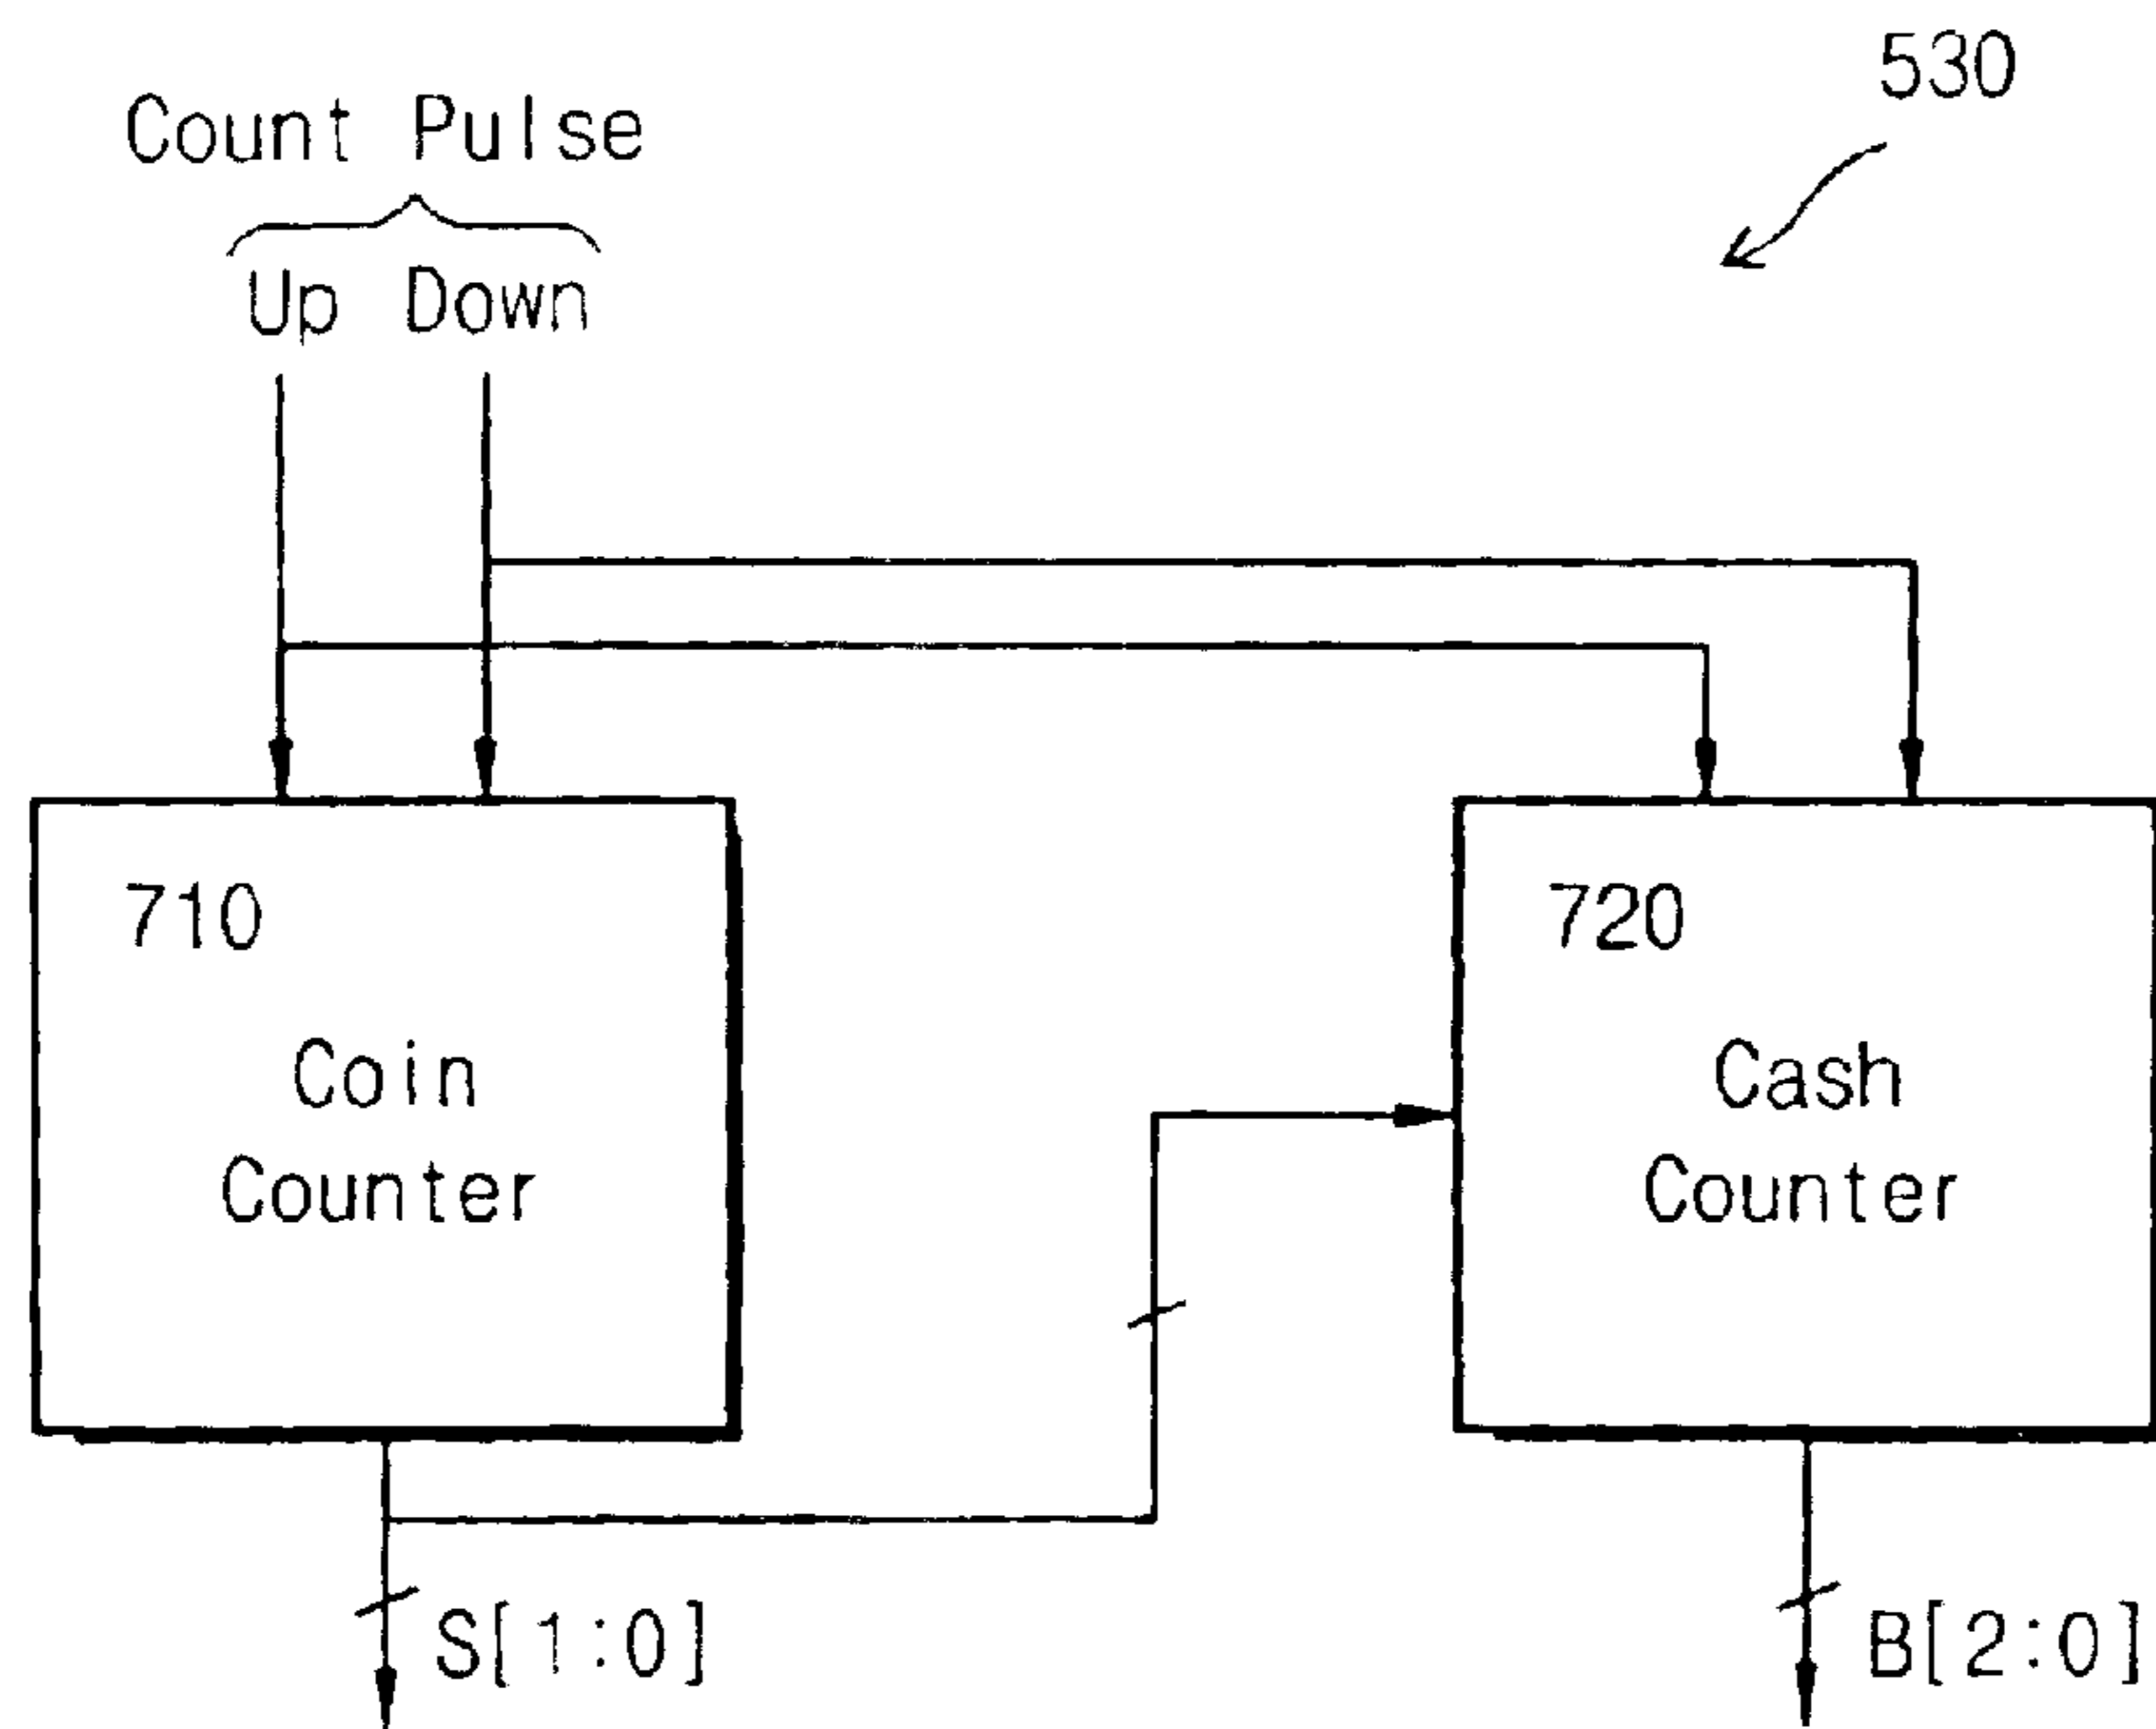 530
Count Pulse
Up Down
710
Coin
Counter
720
Cash
Counter
S[1:0]
B[2:0]